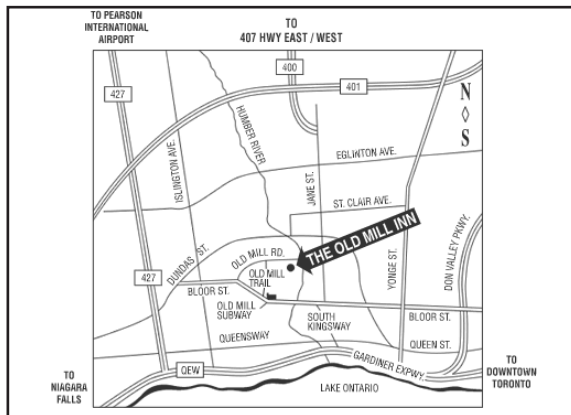 TO PEARSON
INTERNATIONAL
AIRPORT
TO
407 HWY EAST / WEST
427
400
401
N
◊
S
ISLINGTON AVE.
HUMBER RIVER
EGLINTON AVE.
JANE ST.
ST. CLAIR AVE.
THE OLD MILL INN
YONGE ST.
DON VALLEY PKWY.
DUNDAS ST.
OLD MILL RD.
427
OLD MILL
TRAIL
BLOOR ST.
OLD MILL
SUBWAY
SOUTH
KINGSWAY
BLOOR ST.
QUEENSWAY
QUEEN ST.
GARDINER EXPWY.
QEW
LAKE ONTARIO
TO
NIAGARA
FALLS
TO
DOWNTOWN
TORONTO